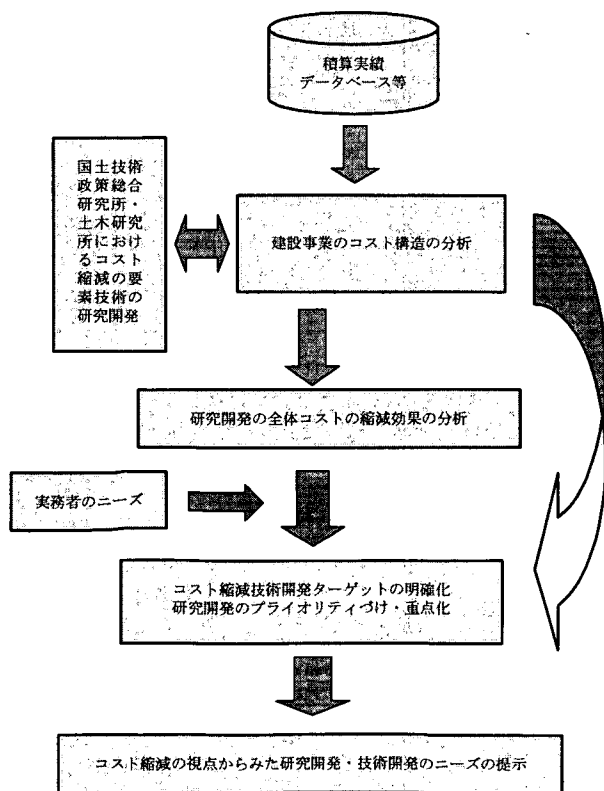 積算実績
データベース等
国土技術
政策総合
研究所・
土木研究
所におけ
るコスト
縮減の要
素技術の
研究開発
建設事業のコスト構造の分析
研究開発の全体コストの縮減効果の分析
実務者のニーズ
コスト縮減技術開発ターゲットの明確化
研究開発のプライオリティづけ・重点化
コスト縮減の視点からみた研究開発・技術開発のニーズの提示